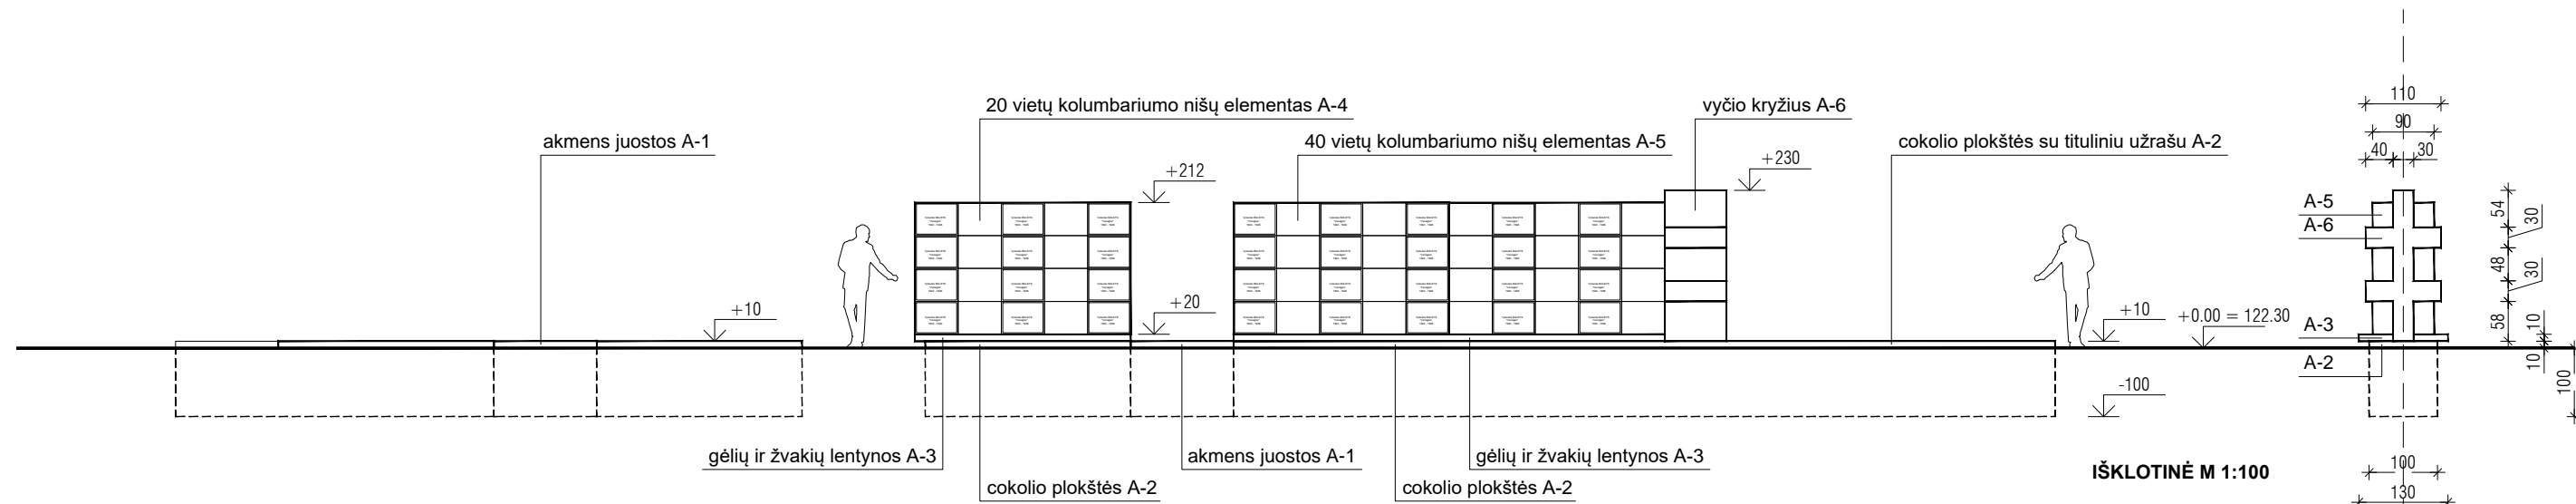 20 vietų kolumbariumo nišų elementas A-4
vyčio kryžius A-6
akmens juostos A-1
40 vietų kolumbariumo nišų elementas A-5
cokolio plokštės su tituliniu užrašu A-2
+212
+230
+10
+20
+10
+0.00 = 122.30
-100
110
90
40
30
A-5
A-6
A-3
A-2
54
30
48
30
58
10
10
100
100
130
gėlių ir žvakių lentynos A-3
akmens juostos A-1
gėlių ir žvakių lentynos A-3
cokolio plokštės A-2
cokolio plokštės A-2
IŠKLOTINĖ M 1:100